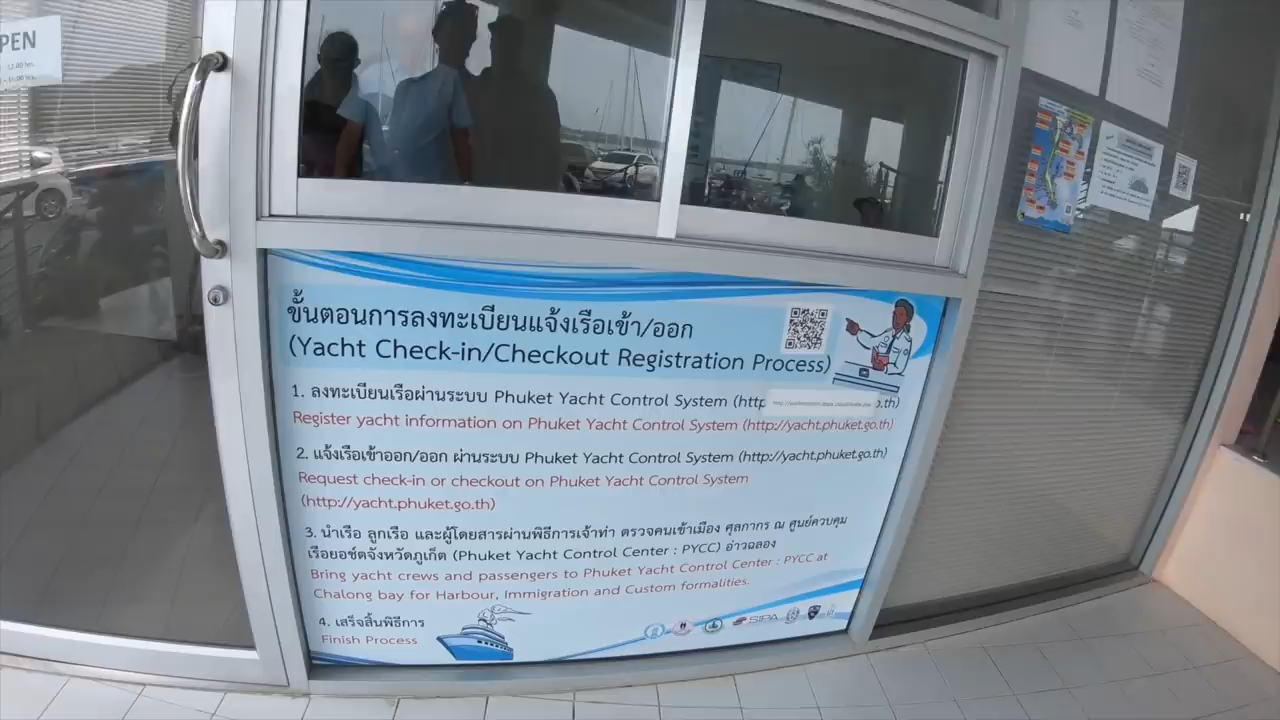 PEN
ขั้นตอนการลงทะเบียนแจ้งเรือเข้า/ออก
(Yacht Check-in/Checkout Registration Process)
1. ลงทะเบียนเรือผ่านระบบ Phuket Yacht Control System (http
.th)
Register yacht information on Phuket Yacht Control System (http://yacht.phuket.go.th)
2. แจ้งเรือเข้าออก/ออก ผ่านระบบ Phuket Yacht Control System (http://yacht.phuket.go.th)
Request check-in or checkout on Phuket Yacht Control System
(http://yacht.phuket.go.th)
3. นำเรือ ลูกเรือ และผู้โดยสารผ่านพิธีการเจ้าท่า ตรวจคนเข้าเมือง ศุลกากร ณ ศูนย์ควบคุม
เรือยอช์ตจังหวัดภูเก็ต (Phuket Yacht Control Center : PYCC) อ่าวฉลอง
Bring yacht crews and passengers to Phuket Yacht Control Center : PYCC at
Chalong bay for Harbour, Immigration and Custom formalities.
4. เสร็จสิ้นพิธีการ
Finish Process
SIPA